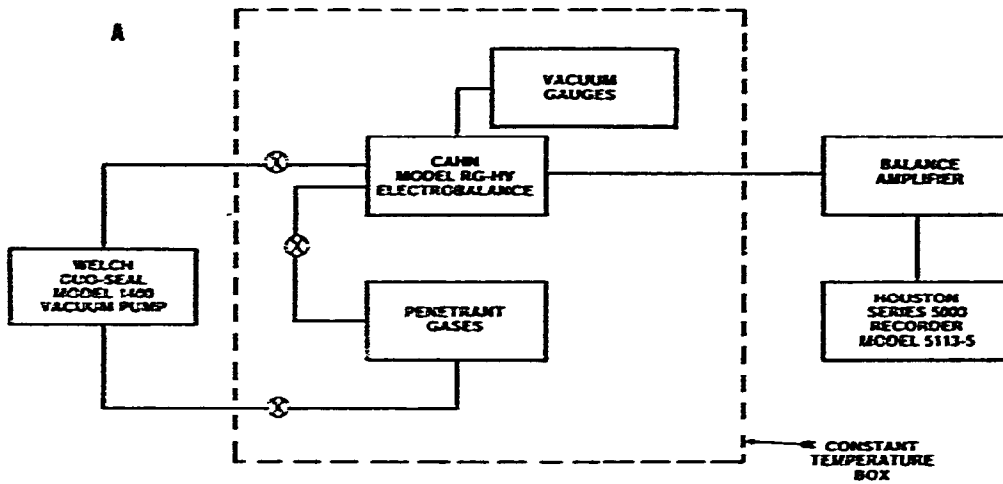 A
VACUUM
GAUGES
CAHN
MODEL RG-HV
ELECTROBALANCE
BALANCE
AMPLIFIER
WELCH
DUO-SEAL
MODEL 1400
VACUUM PUMP
PENETRANT
GASES
HOUSTON
SERIES 5000
RECORDER
MODEL 5113-5
CONSTANT
TEMPERATURE
BOX